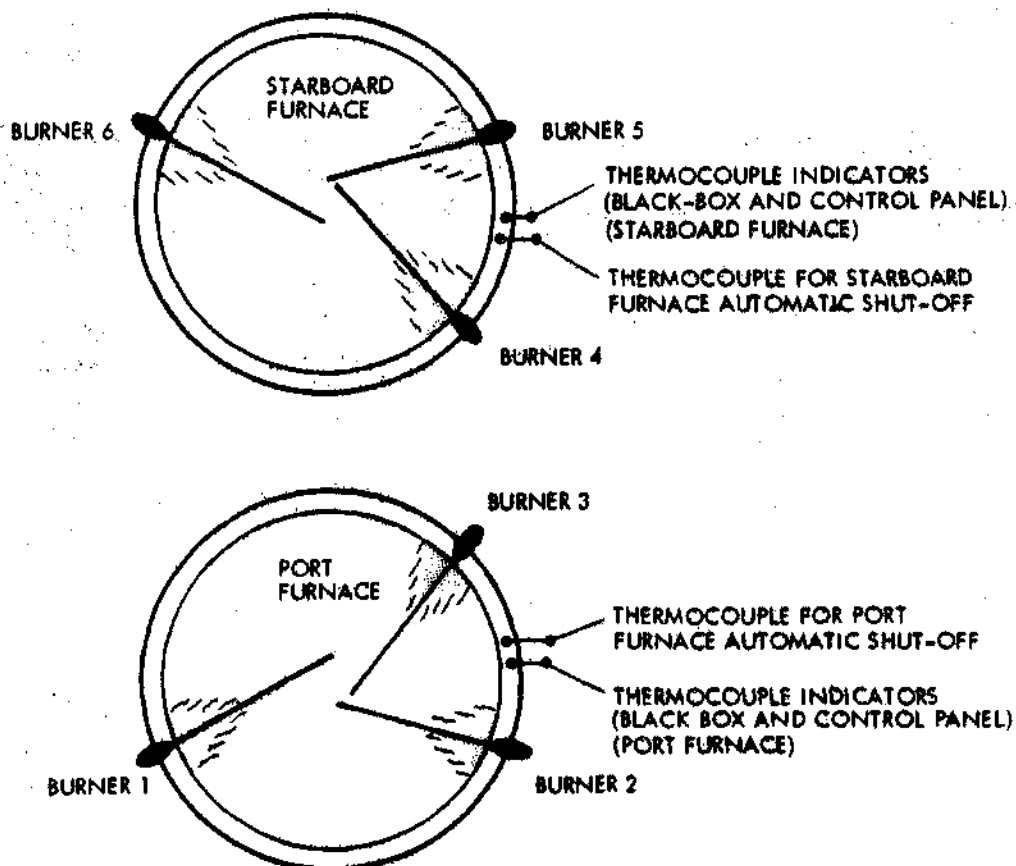 STARBOARD
FURNACE
BURNER 6
BURNER 5
THERMOCOUPLE INDICATORS
(BLACK-BOX AND CONTROL PANEL)
(STARBOARD FURNACE)
THERMOCOUPLE FOR STARBOARD
FURNACE AUTOMATIC SHUT-OFF
BURNER 4
BURNER 3
PORT
FURNACE
THERMOCOUPLE FOR PORT
FURNACE AUTOMATIC SHUT-OFF
THERMOCOUPLE INDICATORS
(BLACK BOX AND CONTROL PANEL)
(PORT FURNACE)
BURNER 1
BURNER 2